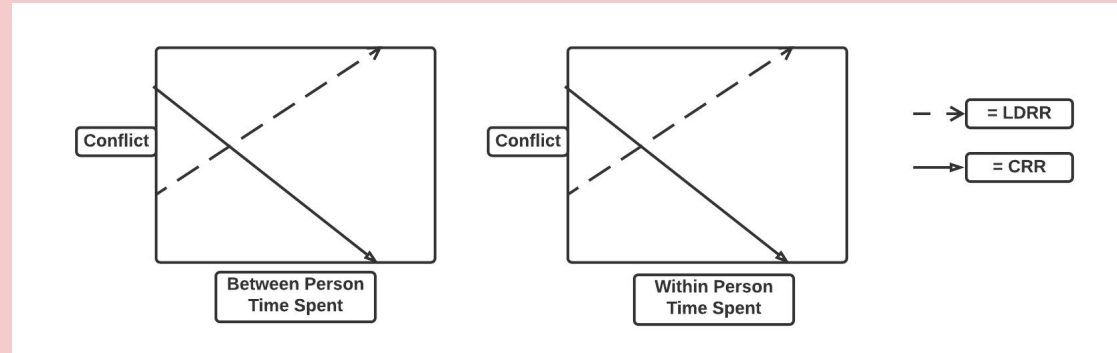 Conflict
Between Person
Time Spent
Conflict
Within Person
Time Spent
= LDRR
= CRR